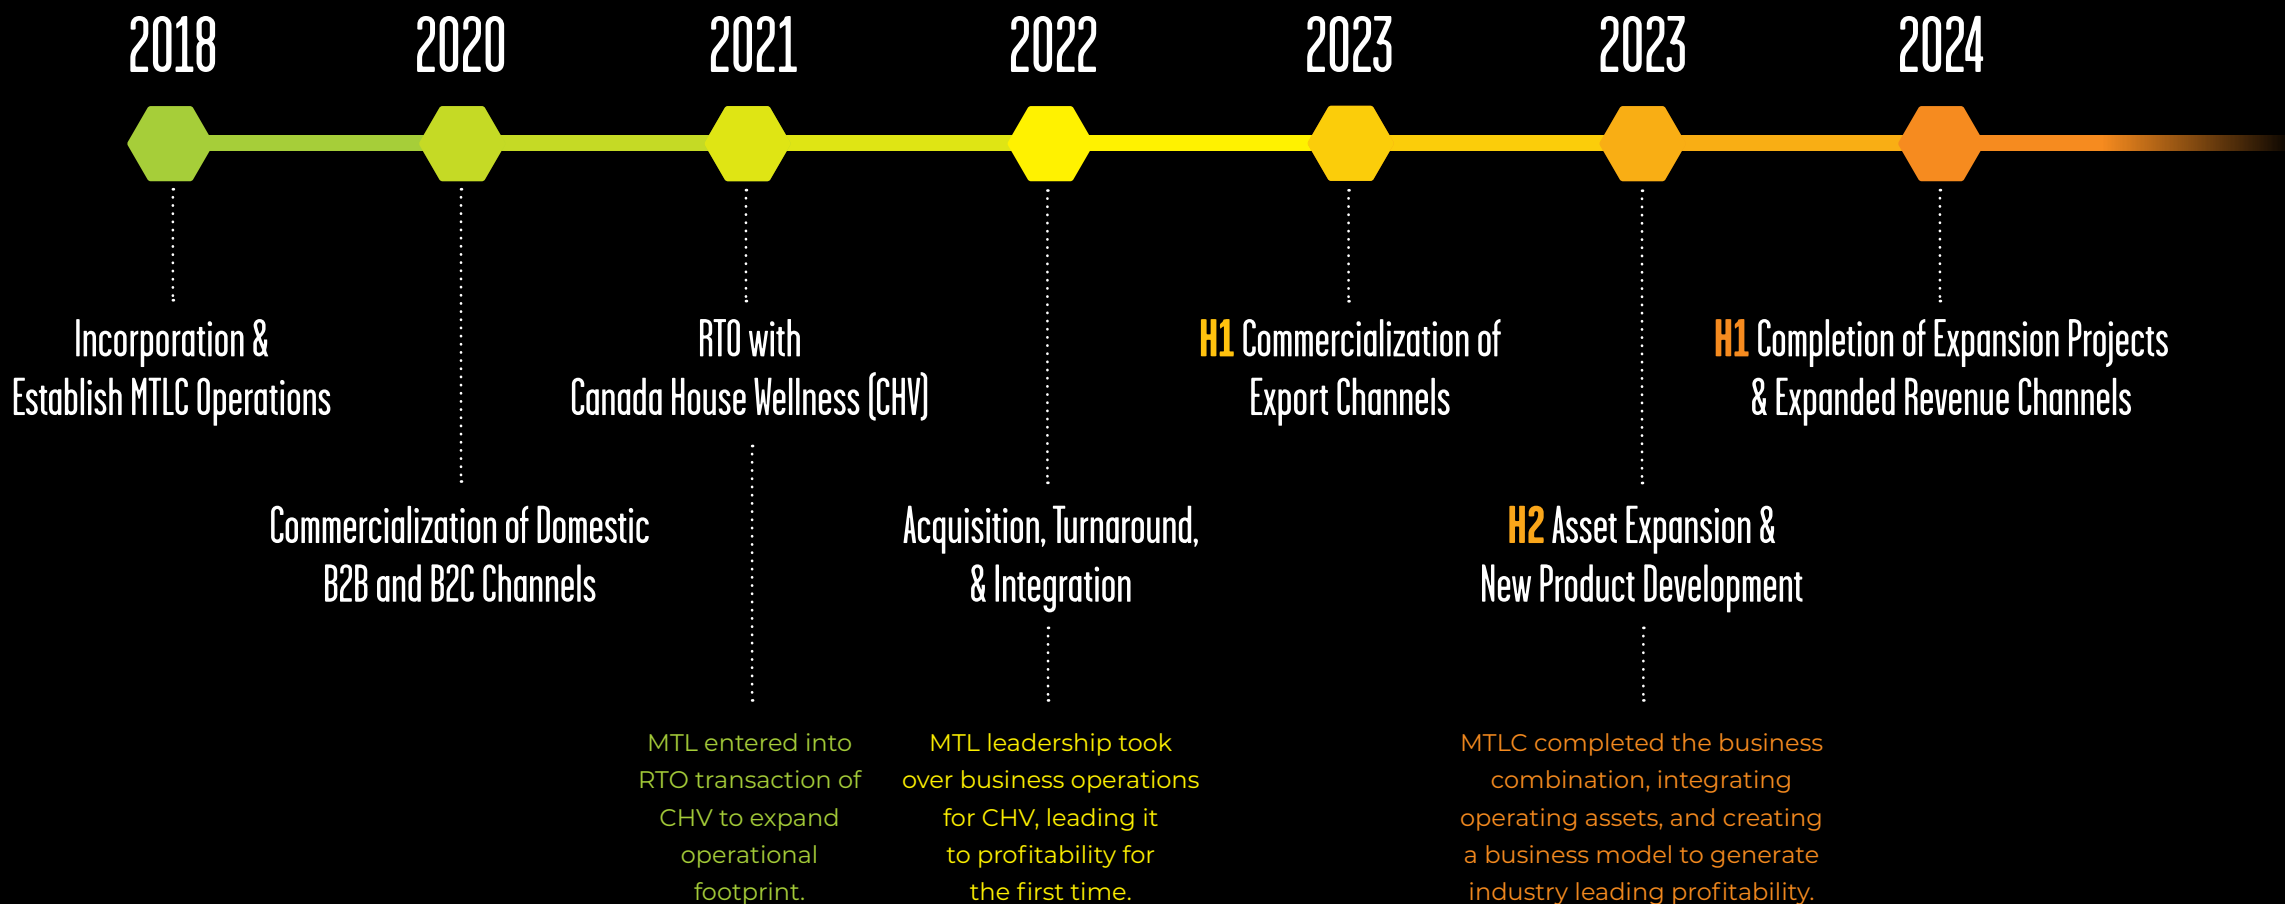 2018
2020
2021
2022
2023
2023
2024
Incorporation &
Establish MTLC Operations
Commercialization of Domestic
B2B and B2C Channels
RTO with
Canada House Wellness (CHV)
MTL entered into
RTO transaction of
CHV to expand
operational
footprint.
Acquisition, Turnaround,
& Integration
MTL leadership took
over business operations
for CHV, leading it
to profitability for
the first time.
H1 Commercialization of
Export Channels
H2 Asset Expansion &
New Product Development
MTLC completed the business
combination, integrating
operating assets, and creating
a business model to generate
industry leading profitability.
H1 Completion of Expansion Projects
& Expanded Revenue Channels